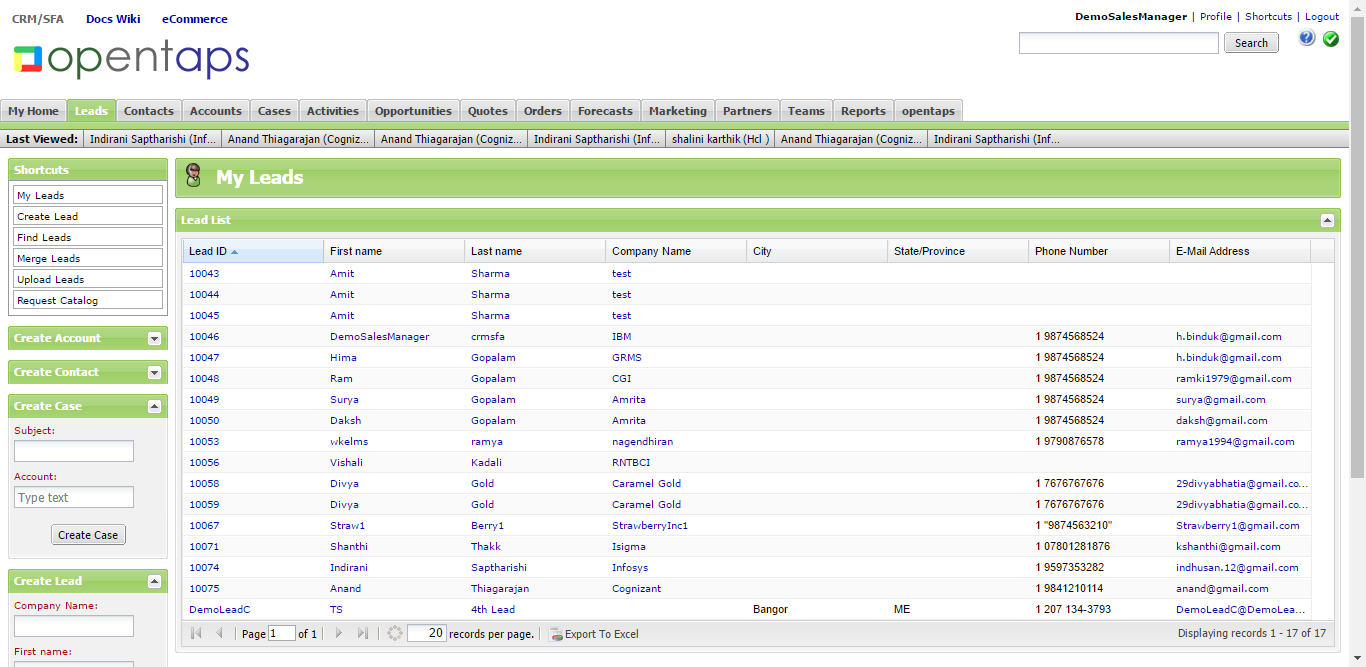 CRM/SFA Docs Wiki eCommerce
DemoSalesManager | Profile | Shortcuts | Logout
opentaps
Search
My Home Leads Contacts Accounts Cases Activities Opportunities Quotes Orders Forecasts Marketing Partners Teams Reports opentaps
Last Viewed: Indirani Saptharishi (Inf... Anand Thiagarajan (Cogniz... Anand Thiagarajan (Cogniz... Indirani Saptharishi (Inf... shalini karthik (Hcl ) Anand Thiagarajan (Cogniz... Indirani Saptharishi (Inf...
Shortcuts
My Leads
Create Lead
Find Leads
Merge Leads
Upload Leads
Request Catalog
Create Account
Create Contact
Create Case
Subject:
Account:
Type text
Create Case
Create Lead
Company Name:
First name:
My Leads
Lead List
Lead ID First name Last name Company Name City State/Province Phone Number E-Mail Address
10043 Amit Sharma test
10044 Amit Sharma test
10045 Amit Sharma test
10046 DemoSalesManager crmsfa IBM 1 9874568524 h.binduk@gmail.com
10047 Hima Gopalam GRMS 1 9874568524 h.binduk@gmail.com
10048 Ram Gopalam CGI 1 9874568524 ramki1979@gmail.com
10049 Surya Gopalam Amrita 1 9874568524 surya@gmail.com
10050 Daksh Gopalam Amrita 1 9874568524 daksh@gmail.com
10053 wkelms ramya nagendhiran 1 9790876578 ramya1994@gmail.com
10056 Vishali Kadali RNTBCI
10058 Divya Gold Caramel Gold 1 7676767676 29divyabhatia@gmail.co...
10059 Divya Gold Caramel Gold 1 7676767676 29divyabhatia@gmail.co...
10067 Straw1 Berry1 StrawberryInc1 1 "9874563210" Strawberry1@gmail.com
10071 Shanthi Thakk Isigma 1 07801281876 kshanthi@gmail.com
10074 Indirani Saptharishi Infosys 1 9597353282 indhusan.12@gmail.com
10075 Anand Thiagarajan Cognizant 1 9841210114 anand@gmail.com
DemoLeadC TS 4th Lead Bangor ME 1 207 134-3793 DemoLeadC@DemoLea...
Page 1 of 1 20 records per page. Export To Excel Displaying records 1 - 17 of 17